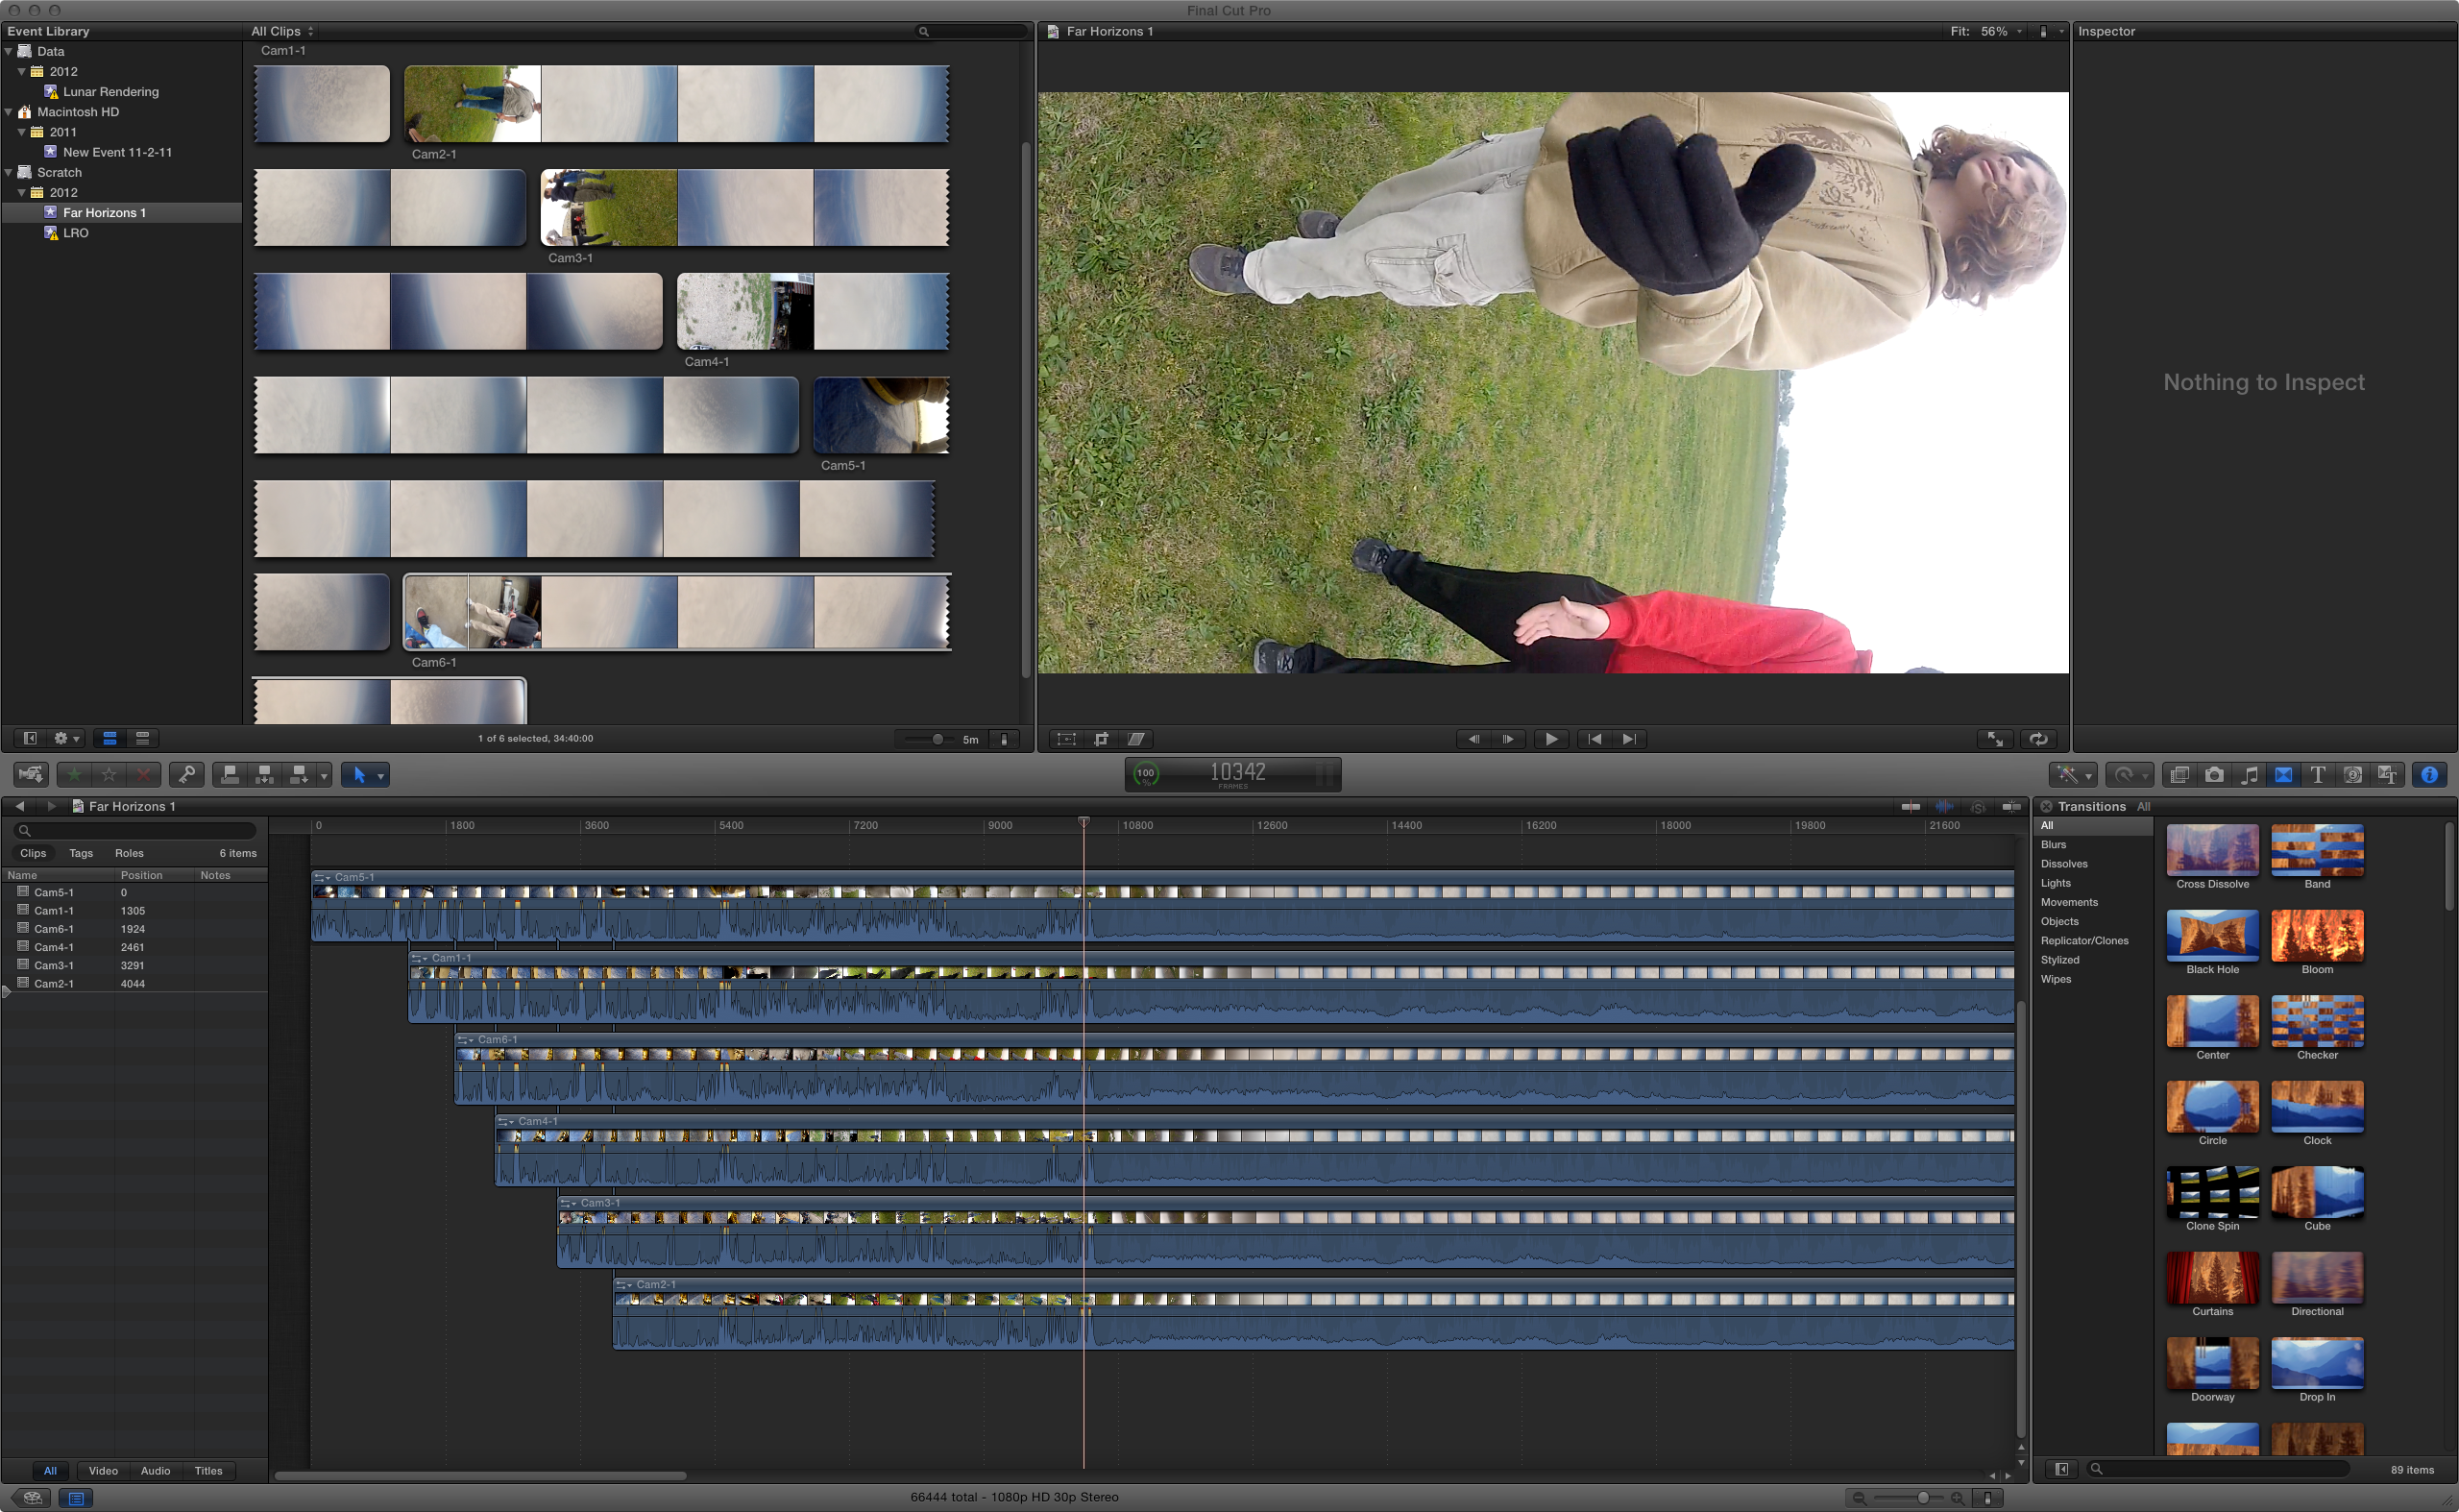 Final Cut Pro
Event Library
All Clips
Far Horizons 1
Fit: 56%
Inspector
Data
2012
Lunar Rendering
Macintosh HD
2011
New Event 11-2-11
Scratch
2012
Far Horizons 1
LRO
Cam1-1
Cam2-1
Cam3-1
Cam4-1
Cam5-1
Cam6-1
Nothing to Inspect
1 of 6 selected, 34:40:00
5m
100
%
10342
FRAMES
Far Horizons 1
Clips Tags Roles 6 items
Name Position Notes
Cam5-1 0
Cam1-1 1305
Cam6-1 1924
Cam4-1 2461
Cam3-1 3291
Cam2-1 4044
All Video Audio Titles
0 1800 3600 5400 7200 9000 10800 12600 14400 16200 18000 19800 21600
Cam5-1
Cam1-1
Cam6-1
Cam4-1
Cam3-1
Cam2-1
Transitions All
All
Blurs
Dissolves
Lights
Movements
Objects
Replicator/Clones
Stylized
Wipes
Cross Dissolve Band
Black Hole Bloom
Center Checker
Circle Clock
Clone Spin Cube
Curtains Directional
Doorway Drop In
89 items
66444 total - 1080p HD 30p Stereo